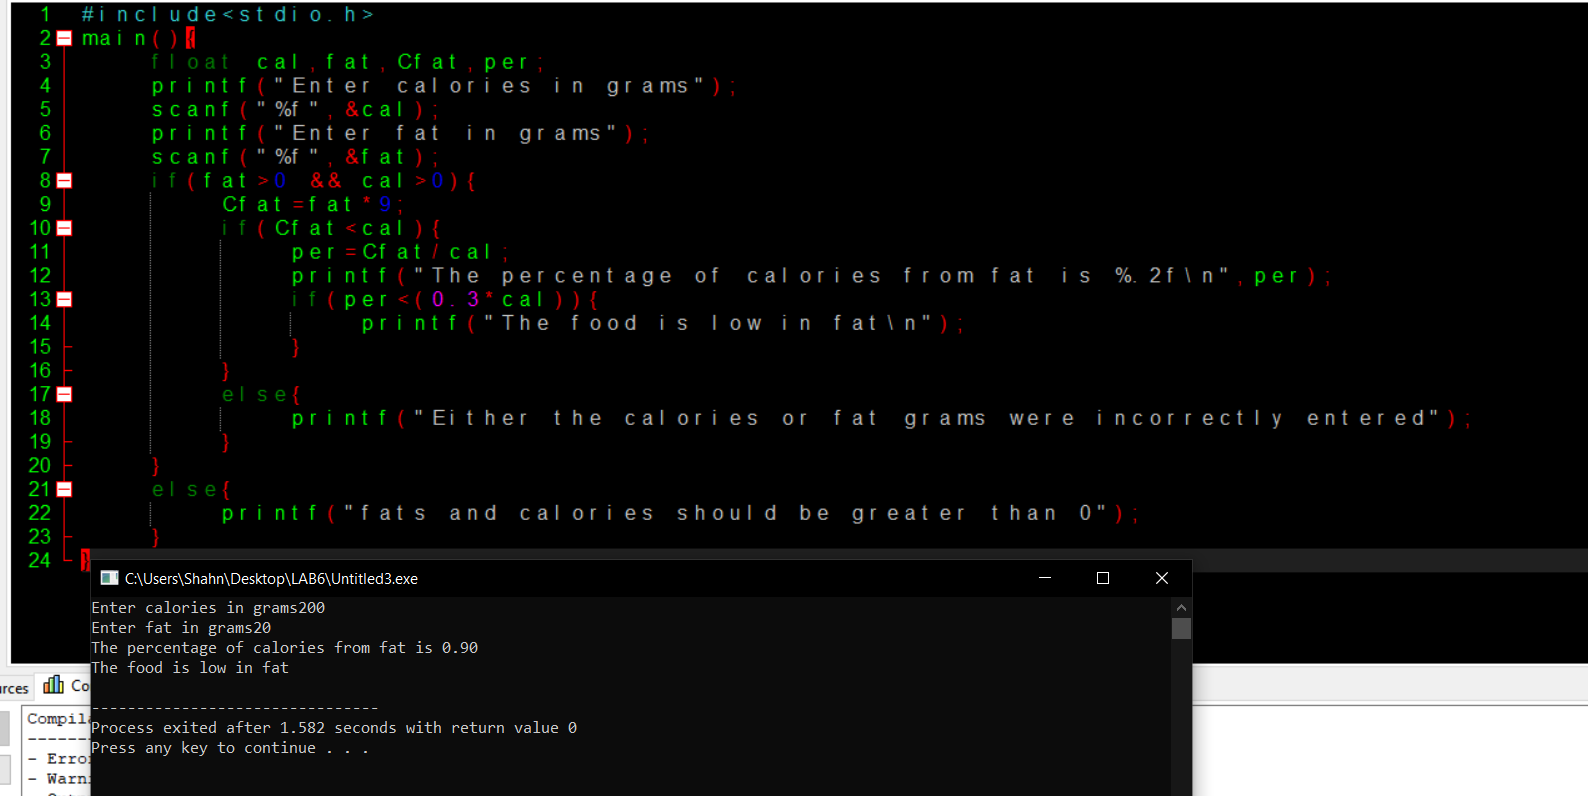 1 #include<stdio.h>
2 main(){
3 float cal,fat,Cfat,per;
4 printf("Enter calories in grams");
5 scanf("%f",&cal);
6 printf("Enter fat in grams");
7 scanf("%f",&fat);
8 if(fat>0 && cal>0){
9 Cfat=fat*9;
10 if(Cfat<cal){
11 per=Cfat/cal;
12 printf("The percentage of calories from fat is %.2f\n",per);
13 if(per<(0.3*cal)){
14 printf("The food is low in fat\n");
15 }
16 }
17 else{
18 printf("Either the calories or fat grams were incorrectly entered");
19 }
20 }
21 else{
22 printf("fats and calories should be greater than 0");
23 }
24 }
C:\Users\Shahn\Desktop\LAB6\Untitled3.exe
Enter calories in grams200
Enter fat in grams20
The percentage of calories from fat is 0.90
The food is low in fat
--------------------------------
Process exited after 1.582 seconds with return value 0
Press any key to continue . . .
urces Co
Compila
-------
- Erro
- Warni